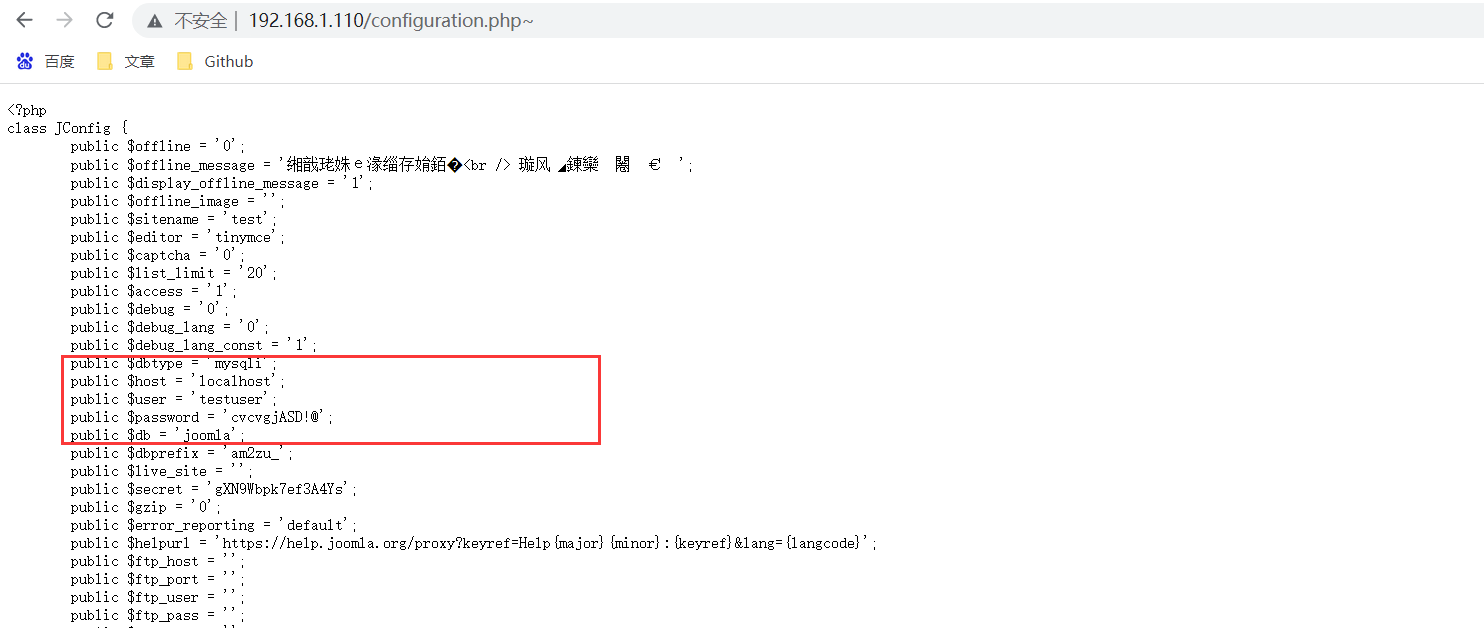 不安全 | 192.168.1.110/configuration.php~
百度 文章 Github
<?php
class JConfig {
public $offline = '0';
public $offline_message = '缃戠珯姝ｅ湪缁存姢銆�<br /> 璇风 ◢鍊欒 闂 € ';
public $display_offline_message = '1';
public $offline_image = '';
public $sitename = 'test';
public $editor = 'tinymce';
public $captcha = '0';
public $list_limit = '20';
public $access = '1';
public $debug = '0';
public $debug_lang = '0';
public $debug_lang_const = '1';
public $dbtype = 'mysqli';
public $host = 'localhost';
public $user = 'testuser';
public $password = 'cvcvgjASD!@';
public $db = 'joomla';
public $dbprefix = 'am2zu_';
public $live_site = '';
public $secret = 'gXN9Wbpk7ef3A4Ys';
public $gzip = '0';
public $error_reporting = 'default';
public $helpurl = 'https://help.joomla.org/proxy?keyref=Help{major}{minor}:{keyref}&lang={langcode}';
public $ftp_host = '';
public $ftp_port = '';
public $ftp_user = '';
public $ftp_pass = '';